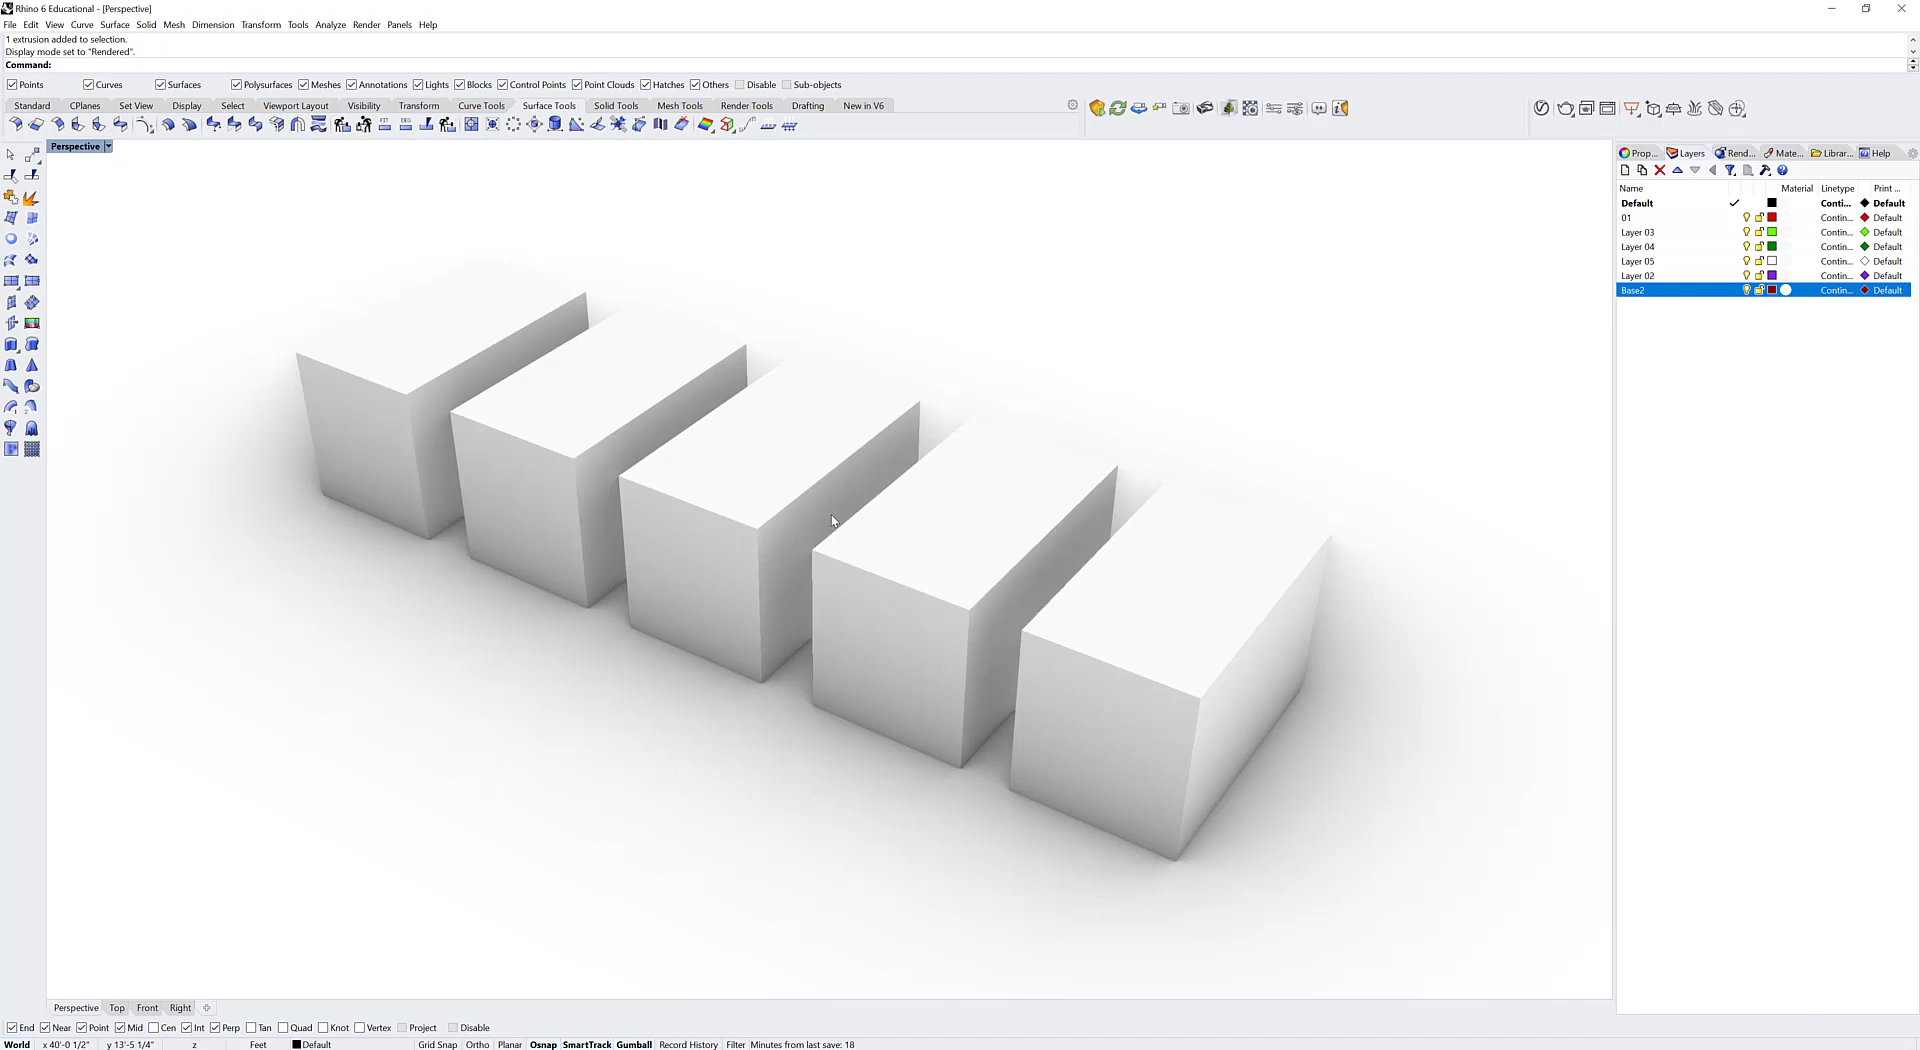 Rhino 6 Educational - [Perspective]
File Edit View Curve Surface Solid Mesh Dimension Transform Tools Analyze Render Panels Help
1 extrusion added to selection.
Display mode set to "Rendered".
Command:
Points Curves Surfaces Polysurfaces Meshes Annotations Lights Blocks Control Points Point Clouds Hatches Others Disable Sub-objects
Standard CPlanes Set View Display Select Viewport Layout Visibility Transform Curve Tools Surface Tools Solid Tools Mesh Tools Render Tools Drafting New in V6
Perspective
Prop... Layers Rend... Mate... Librar... Help
Name Material Linetype Print ...
Default Conti... Default
01 Contin... Default
Layer 03 Contin... Default
Layer 04 Contin... Default
Layer 05 Contin... Default
Layer 02 Contin... Default
Base2 Contin... Default
Perspective Top Front Right
End Near Point Mid Cen Int Perp Tan Quad Knot Vertex Project Disable
World x 40'-0 1/2" y 13'-5 1/4" z Feet Default Grid Snap Ortho Planar Osnap SmartTrack Gumball Record History Filter Minutes from last save: 18